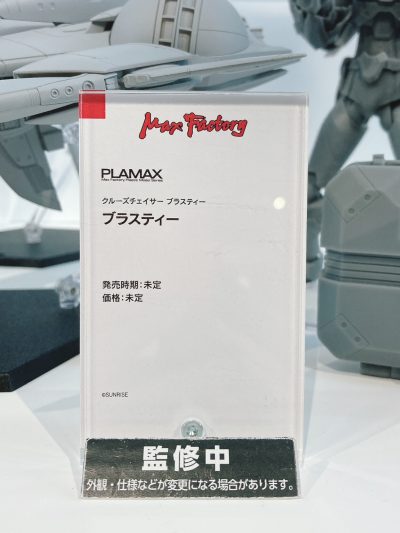 Max Factory
PLAMAX
Max Factory Plastic Model Series
クルーズチェイサー ブラスティー
ブラスティー
発売時期:未定
価格:未定
©SUNRISE
監修中
外観・仕様などが変更になる場合があります。